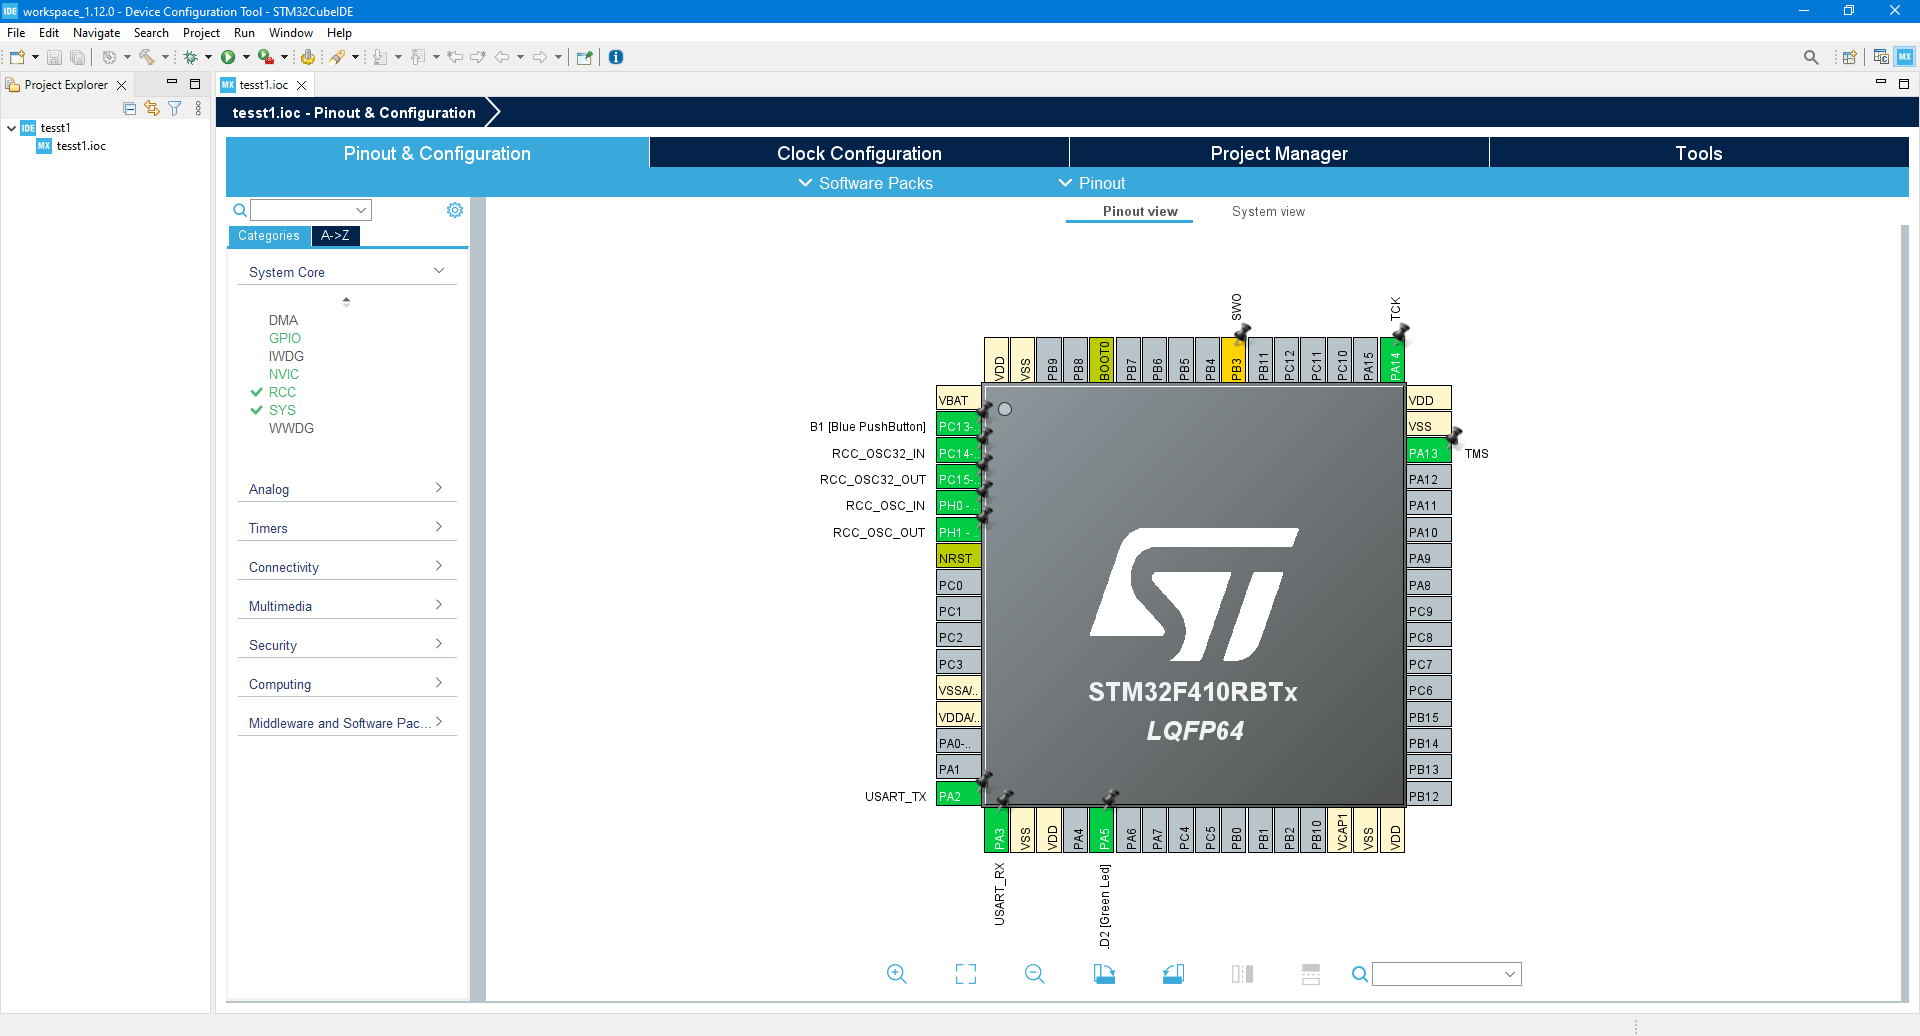 IDE workspace_1.12.0 - Device Configuration Tool - STM32CubeIDE
File Edit Navigate Search Project Run Window Help
Project Explorer
MX tesst1.ioc
MX
tesst1.ioc - Pinout & Configuration
IDE tesst1
MX tesst1.ioc
Pinout & Configuration
Clock Configuration
Project Manager
Tools
Software Packs
Pinout
Pinout view
System view
Categories
A->Z
System Core
DMA
GPIO
IWDG
NVIC
RCC
SYS
WWDG
Analog
Timers
Connectivity
Multimedia
Security
Computing
Middleware and Software Pac...
SWO
TCK
VDD
VSS
PB9
PB8
BOOT0
PB7
PB6
PB5
PB4
PB3
PB11
PC12
PC11
PC10
PA15
PA14
VBAT
B1 [Blue PushButton] PC13-..
RCC_OSC32_IN PC14-..
RCC_OSC32_OUT PC15-..
RCC_OSC_IN PH0 - ..
RCC_OSC_OUT PH1 - ..
NRST
PC0
PC1
PC2
PC3
VSSA/..
VDDA/..
PA0-..
PA1
USART_TX PA2
ST
STM32F410RBTx
LQFP64
VDD
VSS
PA13 TMS
PA12
PA11
PA10
PA9
PA8
PC9
PC8
PC7
PC6
PB15
PB14
PB13
PB12
PA3
VSS
VDD
PA4
PA5
PA6
PA7
PC4
PC5
PB0
PB1
PB2
PB10
VCAP1
VSS
VDD
USART_RX
.D2 [Green Led]